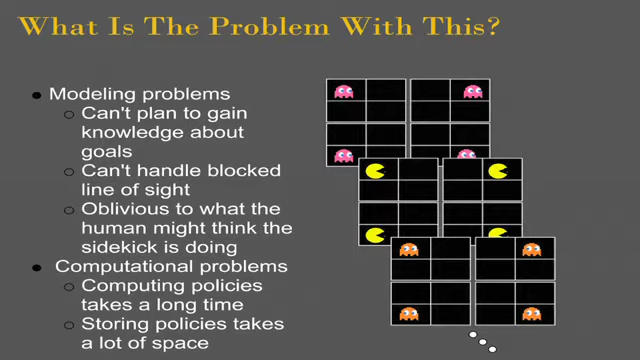 What Is The Problem With This?
Modeling problems
Can't plan to gain
knowledge about
goals
Can't handle blocked
line of sight
Oblivious to what the
human might think the
sidekick is doing
Computational problems
Computing policies
takes a long time
Storing policies takes
a lot of space